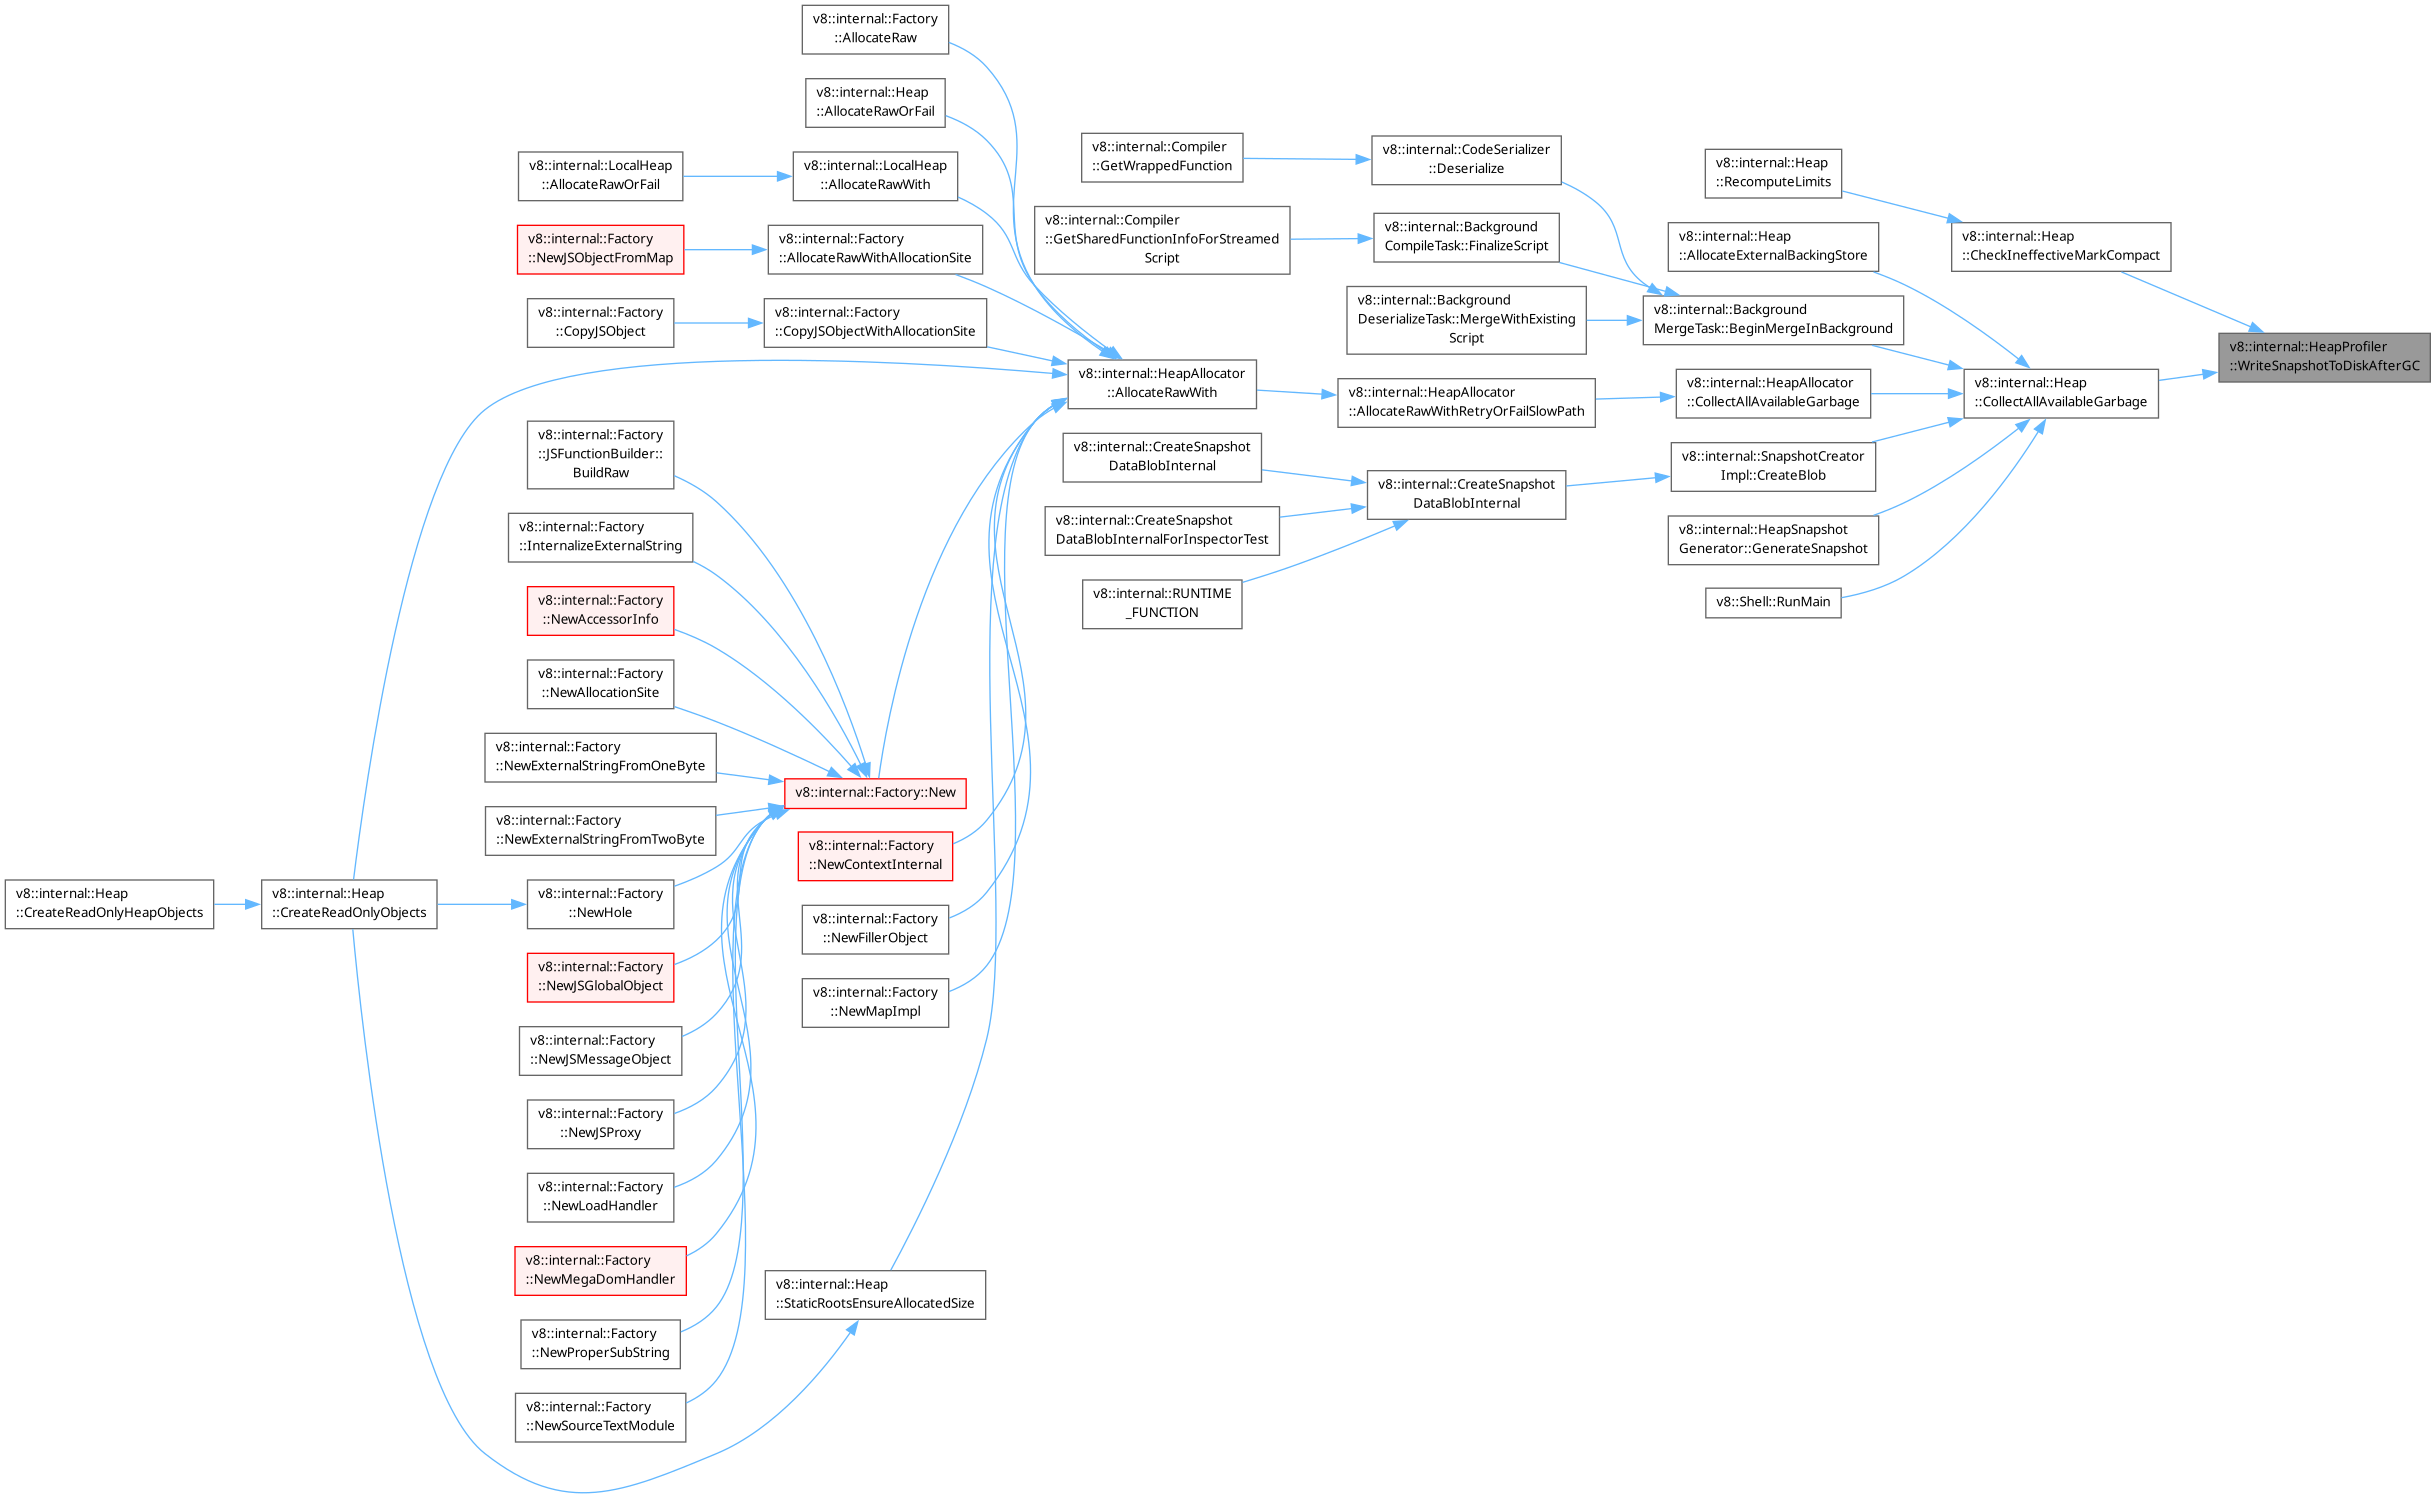 v8::internal::Factory
::AllocateRaw
v8::internal::Heap
::AllocateRawOrFail
v8::internal::LocalHeap
::AllocateRawOrFail
v8::internal::LocalHeap
::AllocateRawWith
v8::internal::Factory
::NewJSObjectFromMap
v8::internal::Factory
::AllocateRawWithAllocationSite
v8::internal::Factory
::CopyJSObject
v8::internal::Factory
::CopyJSObjectWithAllocationSite
v8::internal::Compiler
::GetWrappedFunction
v8::internal::CodeSerializer
::Deserialize
v8::internal::Compiler
::GetSharedFunctionInfoForStreamed
Script
v8::internal::Background
CompileTask::FinalizeScript
v8::internal::Background
DeserializeTask::MergeWithExisting
Script
v8::internal::Heap
::RecomputeLimits
v8::internal::Heap
::AllocateExternalBackingStore
v8::internal::Heap
::CheckIneffectiveMarkCompact
v8::internal::Background
MergeTask::BeginMergeInBackground
v8::internal::HeapProfiler
::WriteSnapshotToDiskAfterGC
v8::internal::HeapAllocator
::AllocateRawWith
v8::internal::HeapAllocator
::AllocateRawWithRetryOrFailSlowPath
v8::internal::HeapAllocator
::CollectAllAvailableGarbage
v8::internal::Heap
::CollectAllAvailableGarbage
v8::internal::CreateSnapshot
DataBlobInternal
v8::internal::CreateSnapshot
DataBlobInternalForInspectorTest
v8::internal::RUNTIME
_FUNCTION
v8::internal::CreateSnapshot
DataBlobInternal
v8::internal::SnapshotCreator
Impl::CreateBlob
v8::internal::HeapSnapshot
Generator::GenerateSnapshot
v8::Shell::RunMain
v8::internal::Factory
::JSFunctionBuilder::
BuildRaw
v8::internal::Factory
::InternalizeExternalString
v8::internal::Factory
::NewAccessorInfo
v8::internal::Factory
::NewAllocationSite
v8::internal::Factory
::NewExternalStringFromOneByte
v8::internal::Factory::New
v8::internal::Factory
::NewExternalStringFromTwoByte
v8::internal::Factory
::NewContextInternal
v8::internal::Heap
::CreateReadOnlyHeapObjects
v8::internal::Heap
::CreateReadOnlyObjects
v8::internal::Factory
::NewHole
v8::internal::Factory
::NewFillerObject
v8::internal::Factory
::NewJSGlobalObject
v8::internal::Factory
::NewMapImpl
v8::internal::Factory
::NewJSMessageObject
v8::internal::Factory
::NewJSProxy
v8::internal::Factory
::NewLoadHandler
v8::internal::Factory
::NewMegaDomHandler
v8::internal::Heap
::StaticRootsEnsureAllocatedSize
v8::internal::Factory
::NewProperSubString
v8::internal::Factory
::NewSourceTextModule